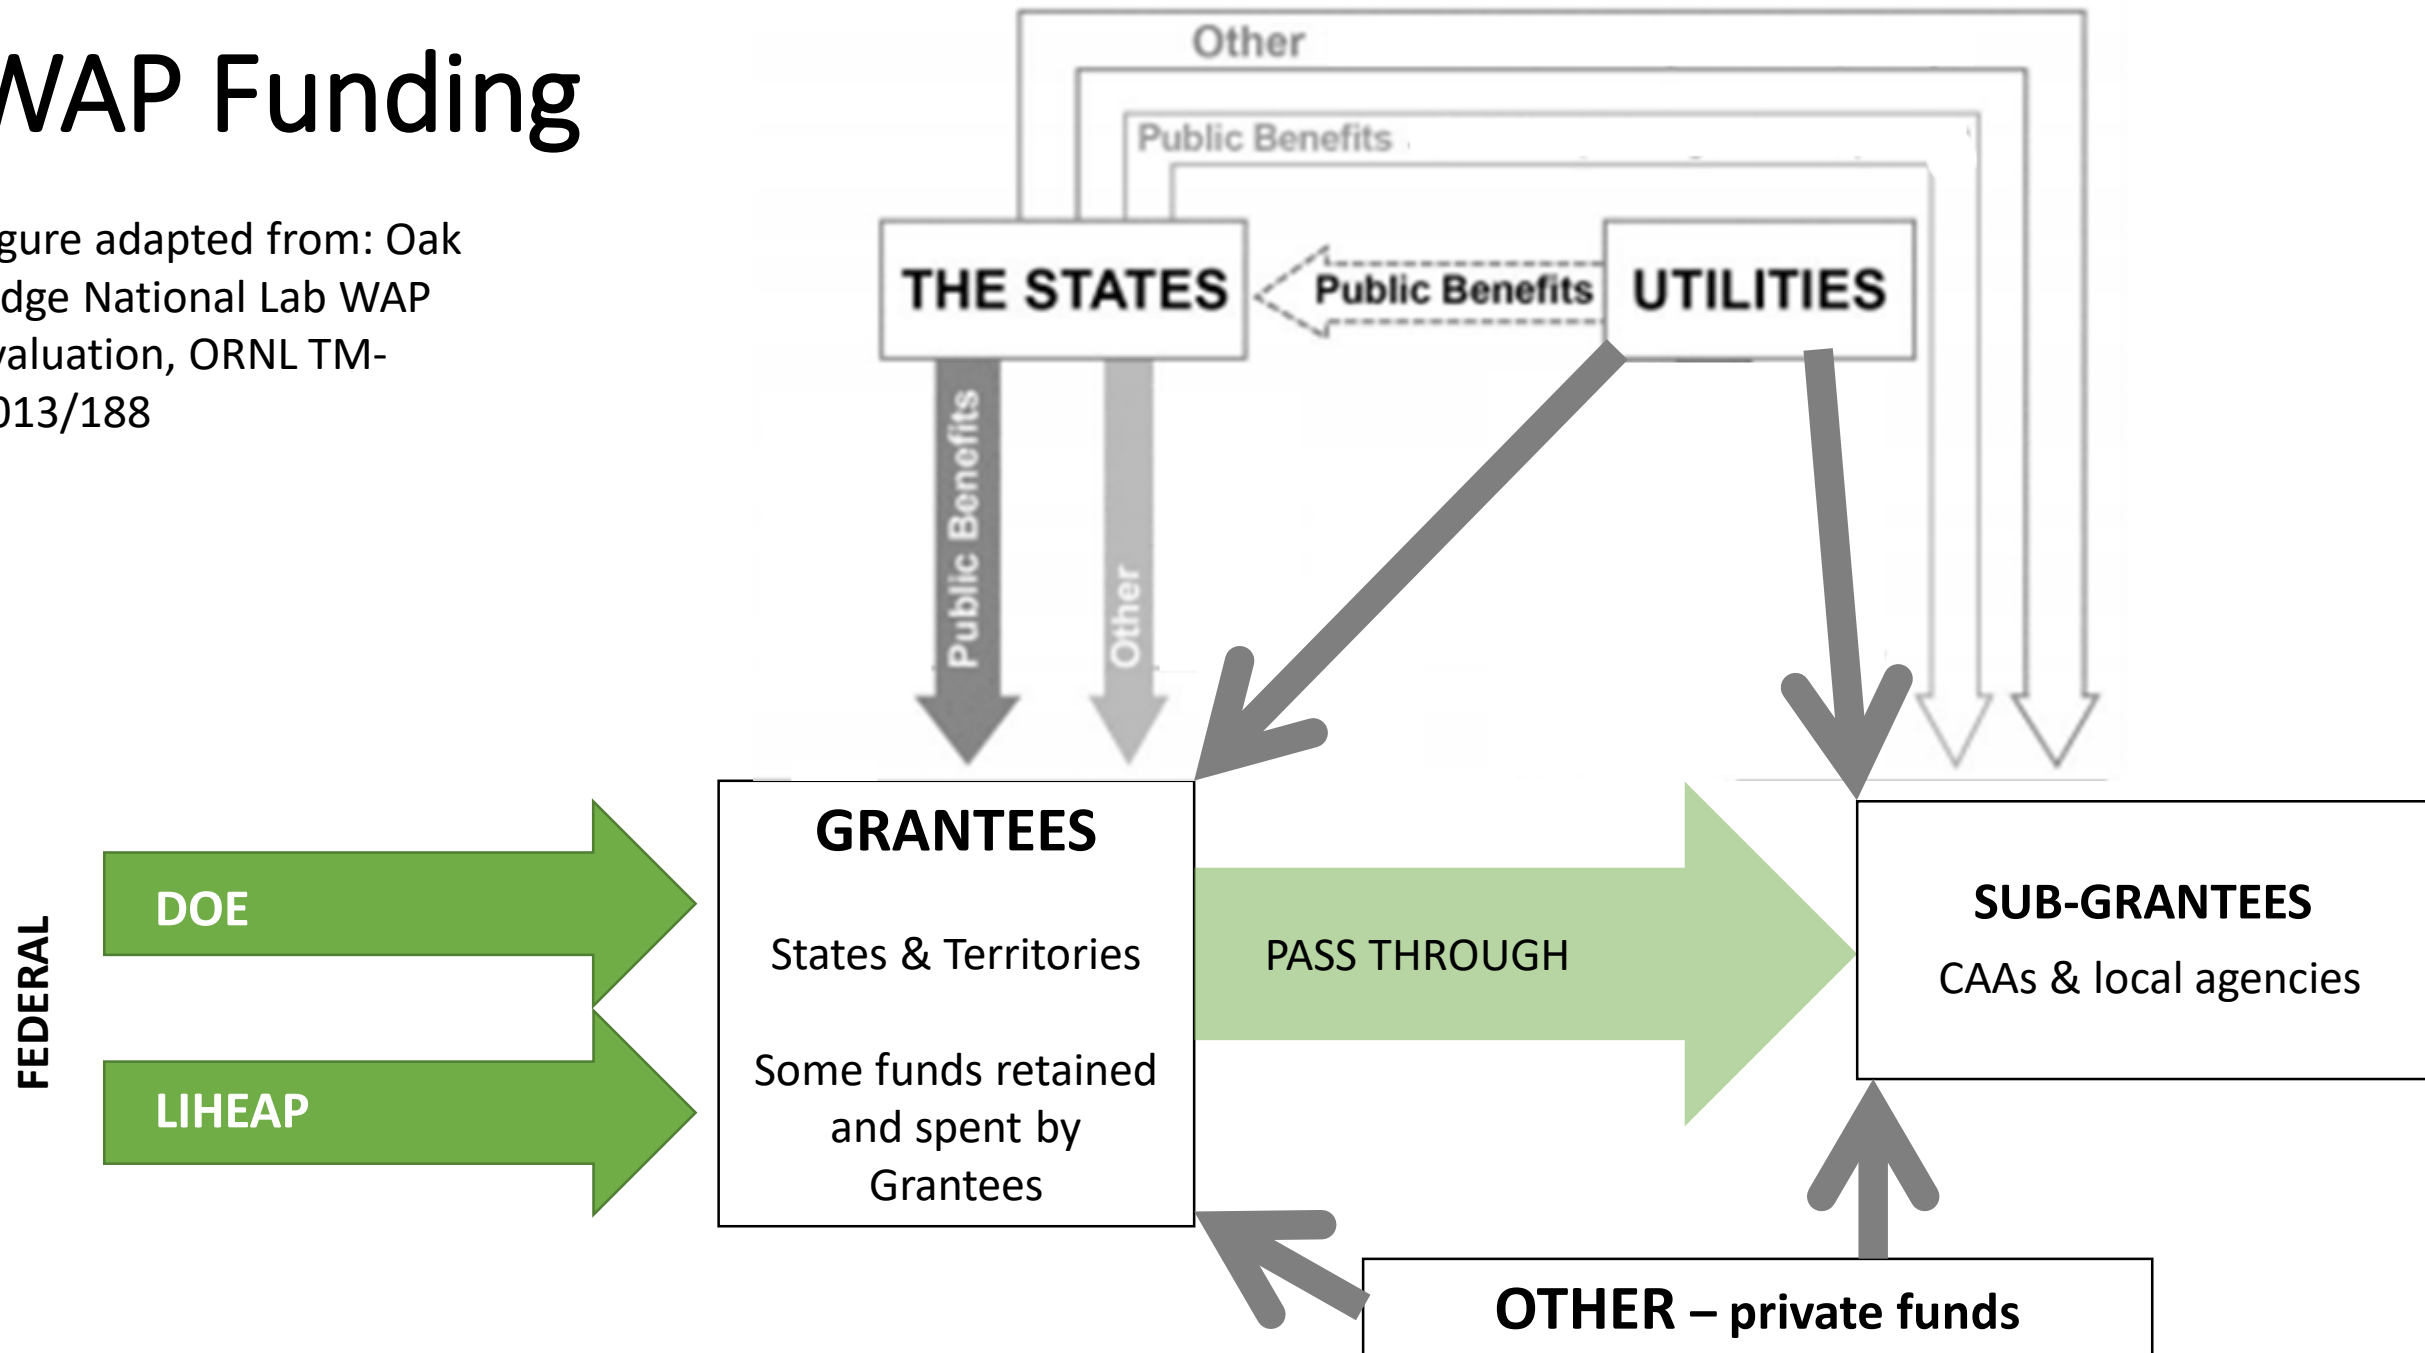 WAP Funding
gure adapted from: Oak
dge National Lab WAP
valuation, ORNL TM-
013/188
Other
Public Benefits
THE STATES
Public Benefits
UTILITIES
Public Benefits
Other
FEDERAL
DOE
LIHEAP
GRANTEES
States & Territories
Some funds retained
and spent by
Grantees
PASS THROUGH
SUB-GRANTEES
CAAs & local agencies
OTHER – private funds